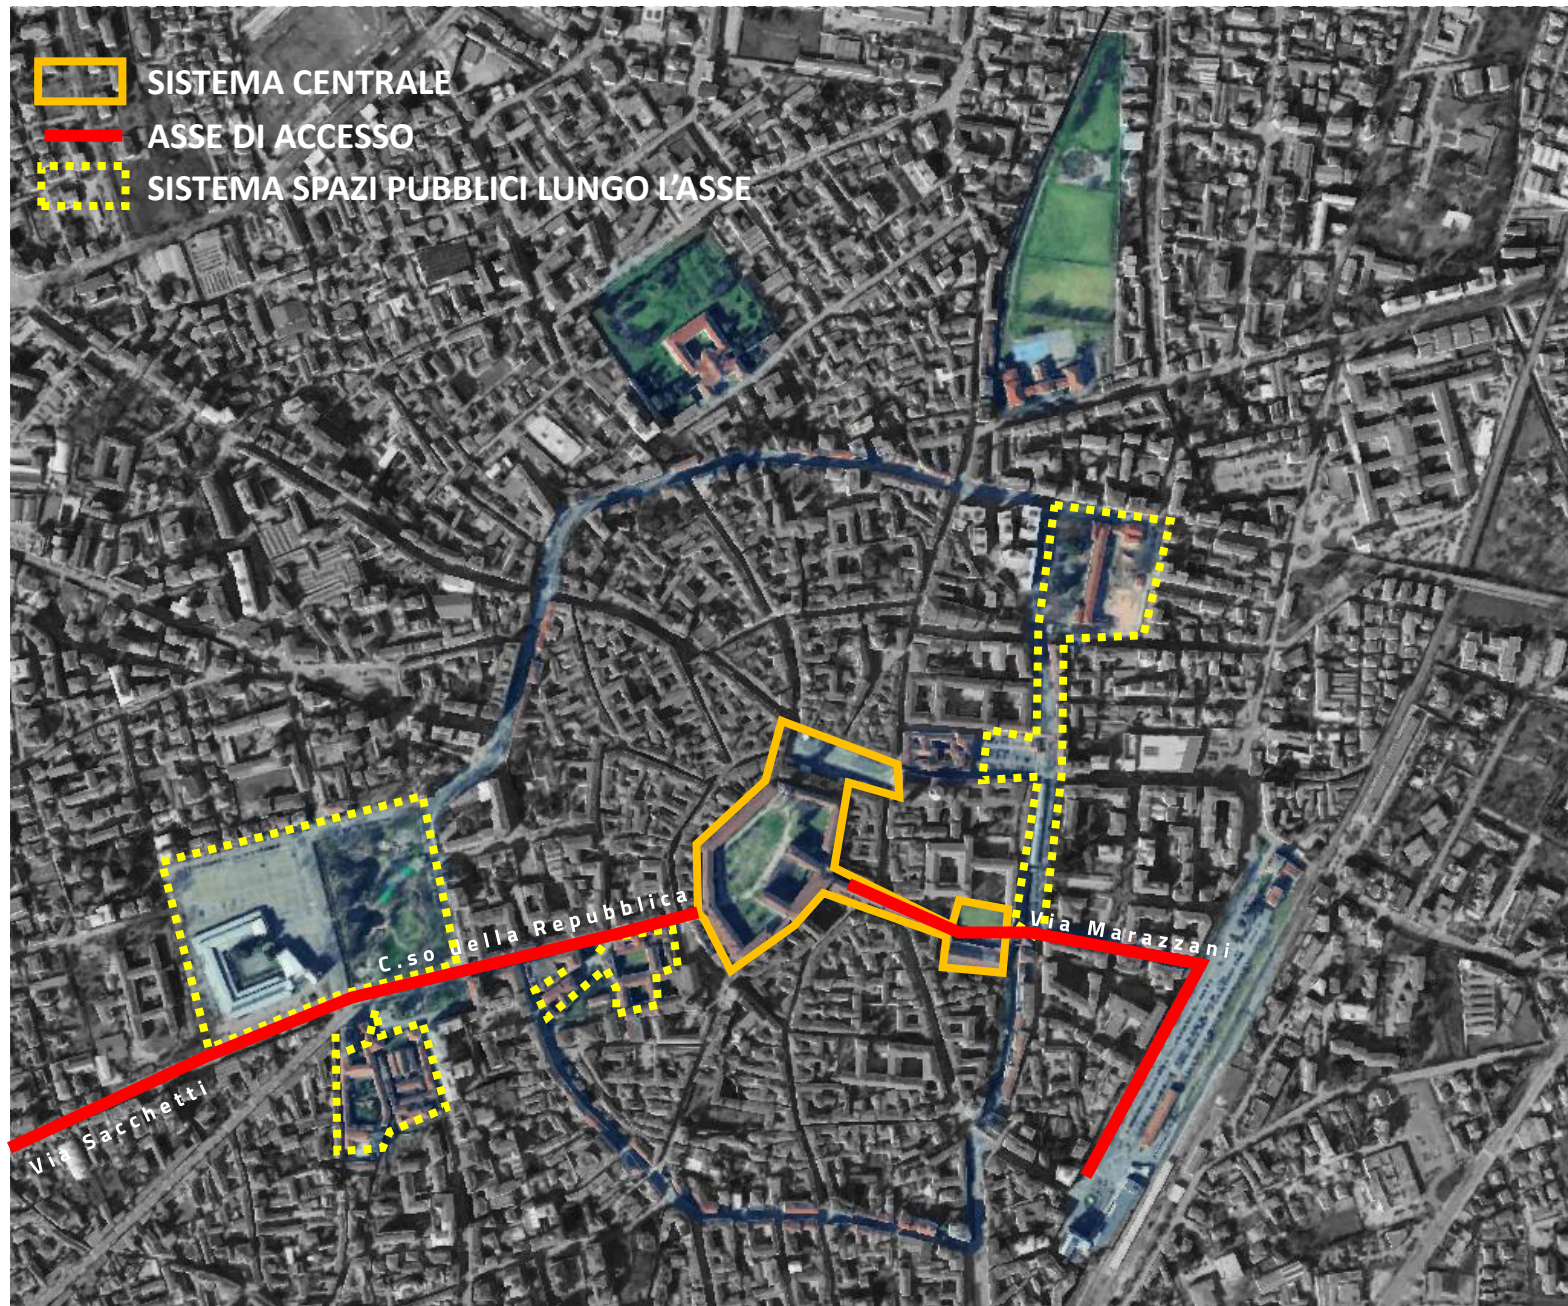 SISTEMA CENTRALE
ASSE DI ACCESSO
SISTEMA SPAZI PUBBLICI LUNGO L'ASSE
C.so della Repubblica
Via Marazzani
Via Sacchetti